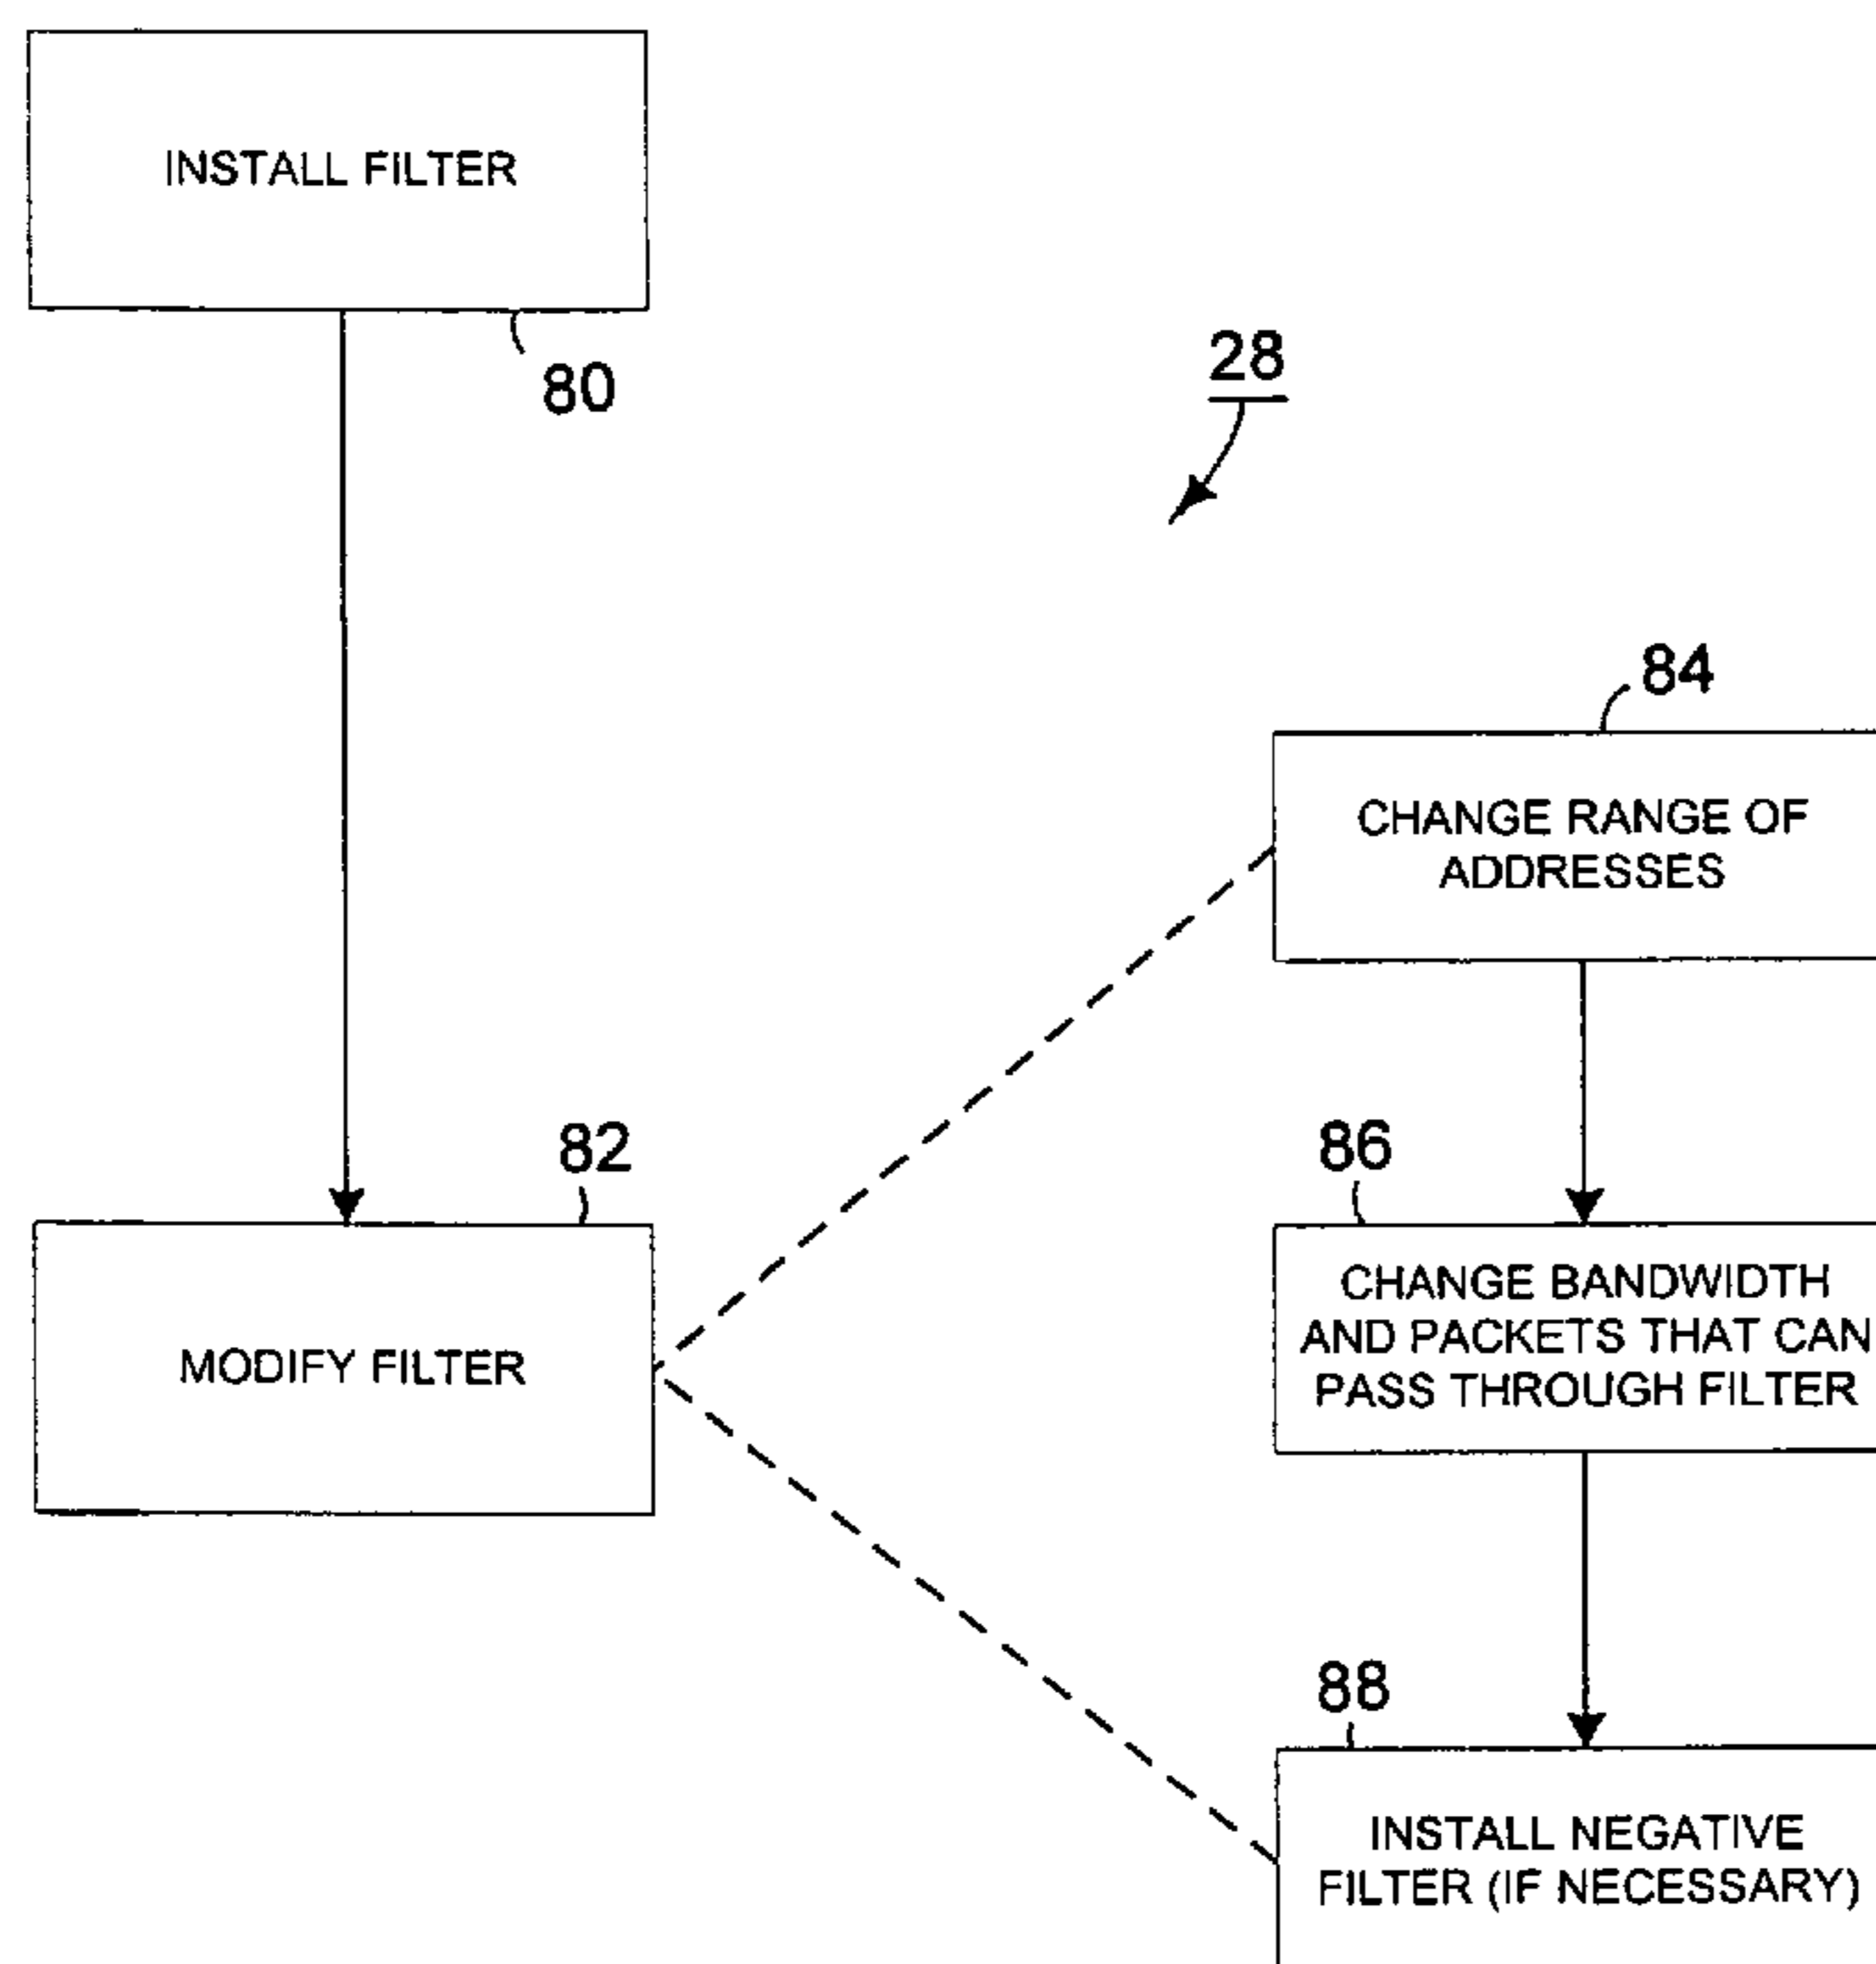 INSTALL FILTER
80
28
84
CHANGE RANGE OF
ADDRESSES
82
MODIFY FILTER
86
CHANGE BANDWIDTH
AND PACKETS THAT CAN
PASS THROUGH FILTER
88
INSTALL NEGATIVE
FILTER (IF NECESSARY)